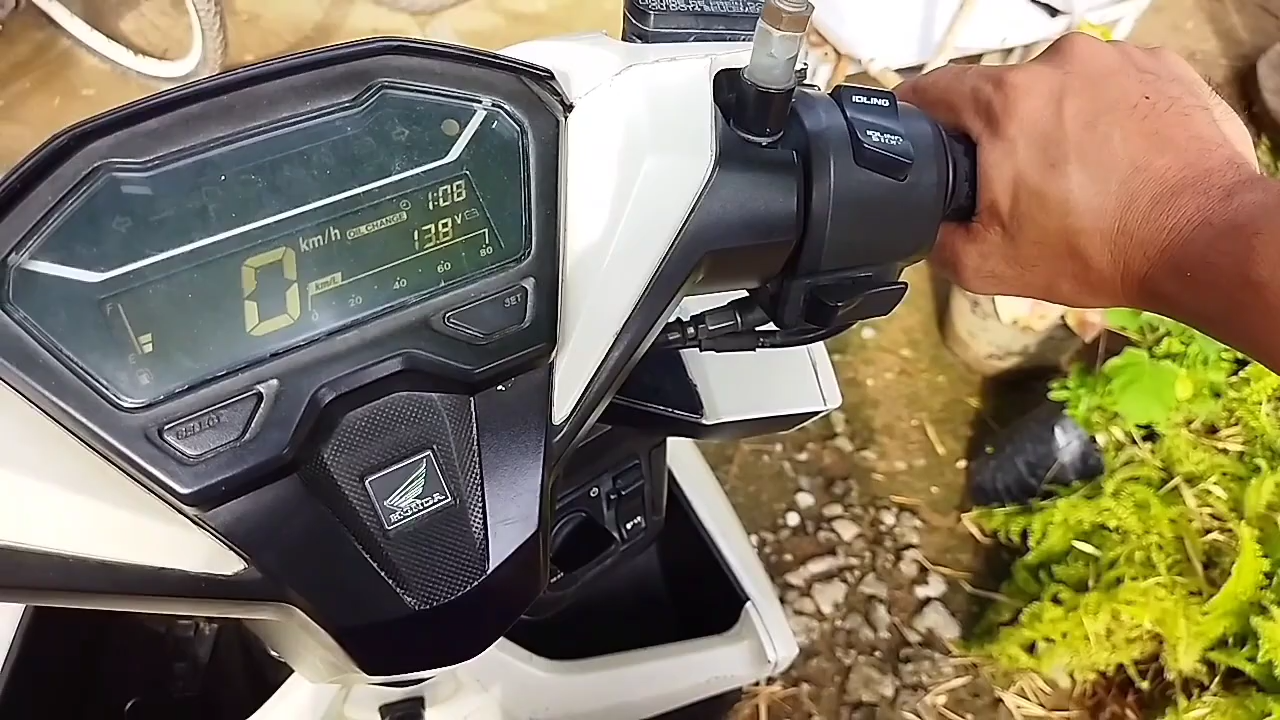 IDLING
IDLING
STOP
1:08
km/h
OIL CHANGE
13.8 V
0
km/L
0 20 40 60 80
F
E
SET
SELECT
HONDA